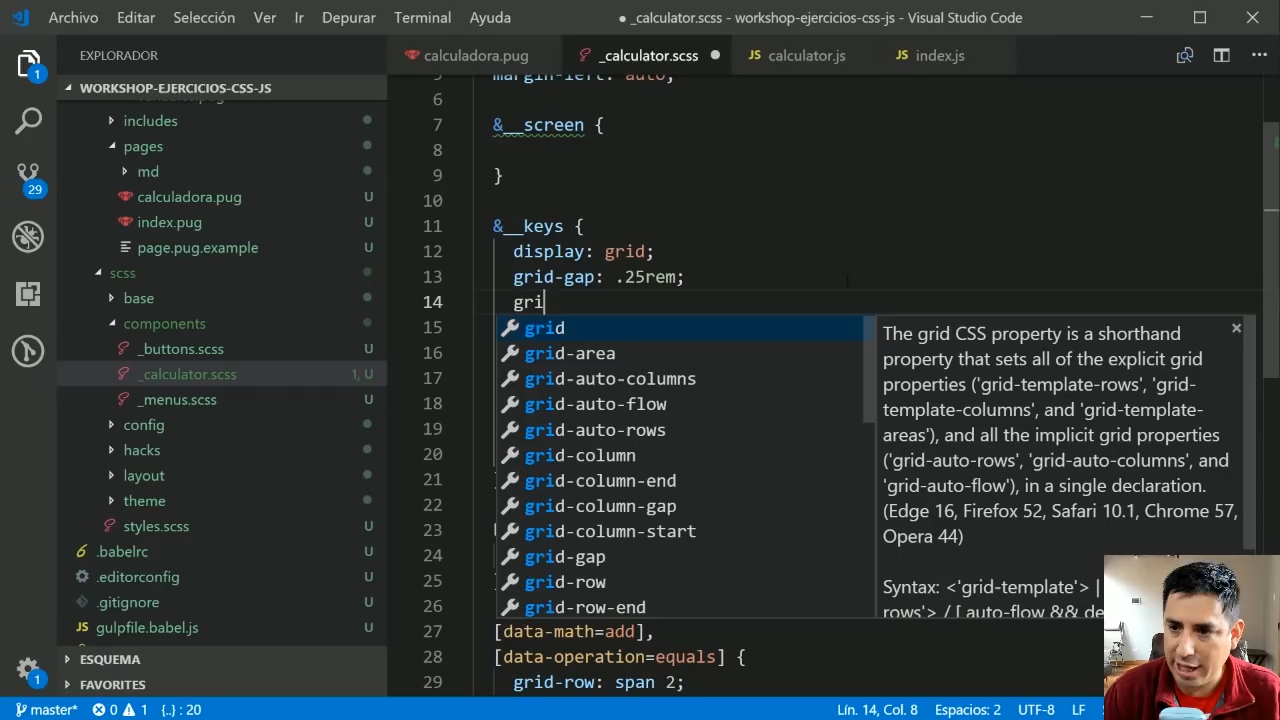 Archivo Editar Selección Ver Ir Depurar Terminal Ayuda ● _calculator.scss - workshop-ejercicios-css-js - Visual Studio Code
EXPLORADOR
WORKSHOP-EJERCICIOS-CSS-JS
includes
pages
md
calculadora.pug U
index.pug U
page.pug.example U
scss
base
components
_buttons.scss U
_calculator.scss 1, U
_menus.scss U
config
hacks
layout
theme
styles.scss U
.babelrc U
.editorconfig U
.gitignore U
gulpfile.babel.js U
ESQUEMA
FAVORITES
1
29
1
calculadora.pug _calculator.scss JS calculator.js JS index.js
margin-left: auto;
6
7 &__screen {
8
9 }
10
11 &__keys {
12 display: grid;
13 grid-gap: .25rem;
14 gri
15
16
17
18
19
20
21
22
23
24
25
26
27 [data-math=add],
28 [data-operation=equals] {
29 grid-row: span 2;
grid
grid-area
grid-auto-columns
grid-auto-flow
grid-auto-rows
grid-column
grid-column-end
grid-column-gap
grid-column-start
grid-gap
grid-row
grid-row-end
The grid CSS property is a shorthand
property that sets all of the explicit grid
properties ('grid-template-rows', 'grid-
template-columns', and 'grid-template-
areas'), and all the implicit grid properties
('grid-auto-rows', 'grid-auto-columns', and
'grid-auto-flow'), in a single declaration.
(Edge 16, Firefox 52, Safari 10.1, Chrome 57,
Opera 44)
Syntax: <'grid-template'> |
rows'> / [ auto-flow && de
master* 0 1 {..} : 20 Lín. 14, Col. 8 Espacios: 2 UTF-8 LF